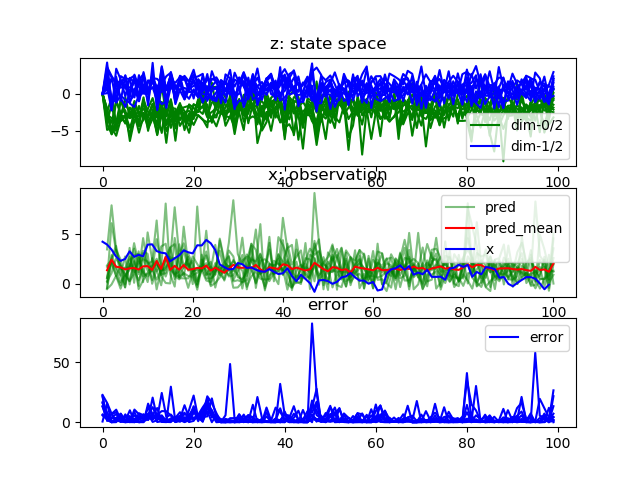 z: state space
0
−5
dim-0/2
dim-1/2
0 20 40 60 80 100
x: observation
5
0
pred
pred_mean
x
0 20 40 60 80 100
error
50
0
error
0 20 40 60 80 100